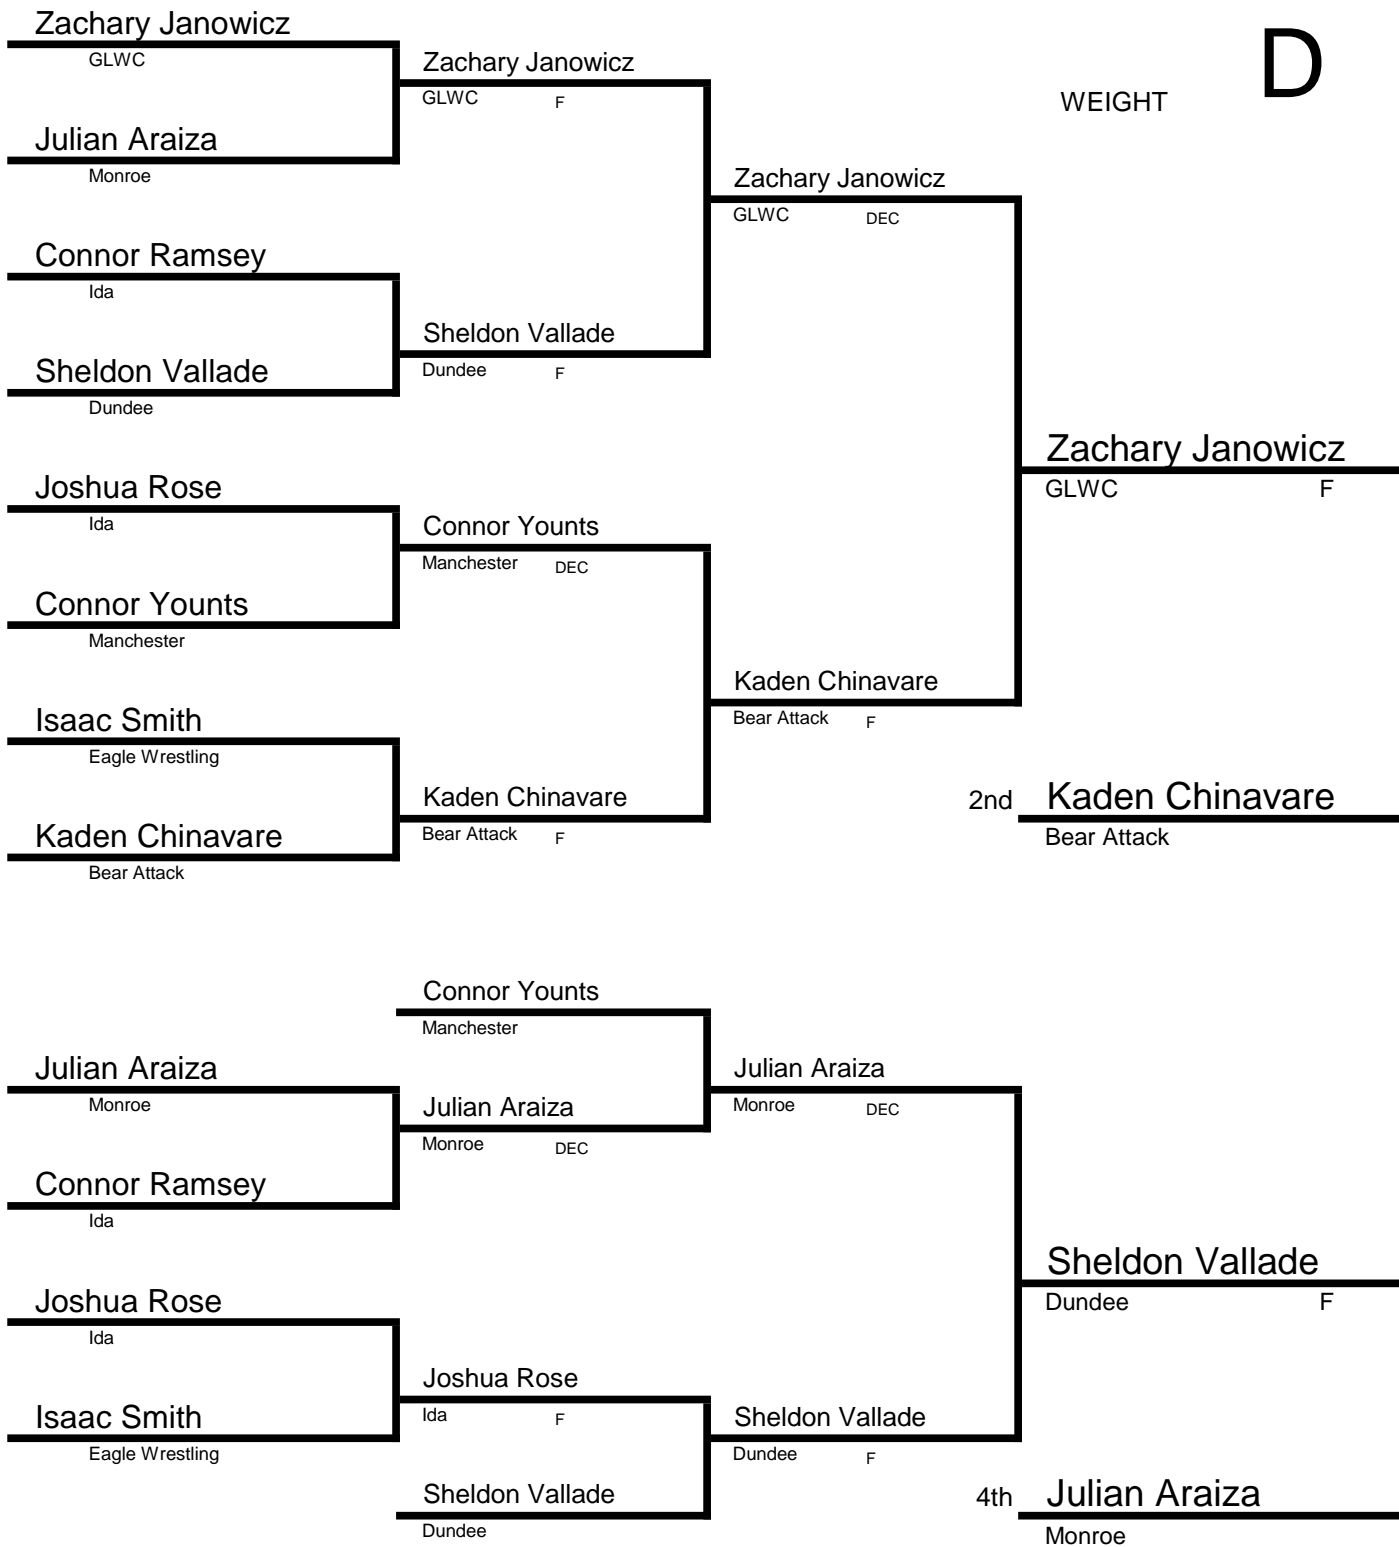 Zachary Janowicz
GLWC
Zachary Janowicz
GLWC F
D
WEIGHT
Julian Araiza
Monroe
Zachary Janowicz
GLWC DEC
Connor Ramsey
Ida
Sheldon Vallade
Dundee F
Sheldon Vallade
Dundee
Zachary Janowicz
GLWC F
Joshua Rose
Ida
Connor Younts
Manchester DEC
Connor Younts
Manchester
Kaden Chinavare
Bear Attack F
Isaac Smith
Eagle Wrestling
Kaden Chinavare
Bear Attack F
2nd Kaden Chinavare
Bear Attack
Kaden Chinavare
Bear Attack
Connor Younts
Manchester
Julian Araiza
Monroe
Julian Araiza
Monroe DEC
Julian Araiza
Monroe DEC
Connor Ramsey
Ida
Sheldon Vallade
Dundee F
Joshua Rose
Ida
Joshua Rose
Ida F
Isaac Smith
Eagle Wrestling
Sheldon Vallade
Dundee F
Sheldon Vallade
Dundee
4th Julian Araiza
Monroe